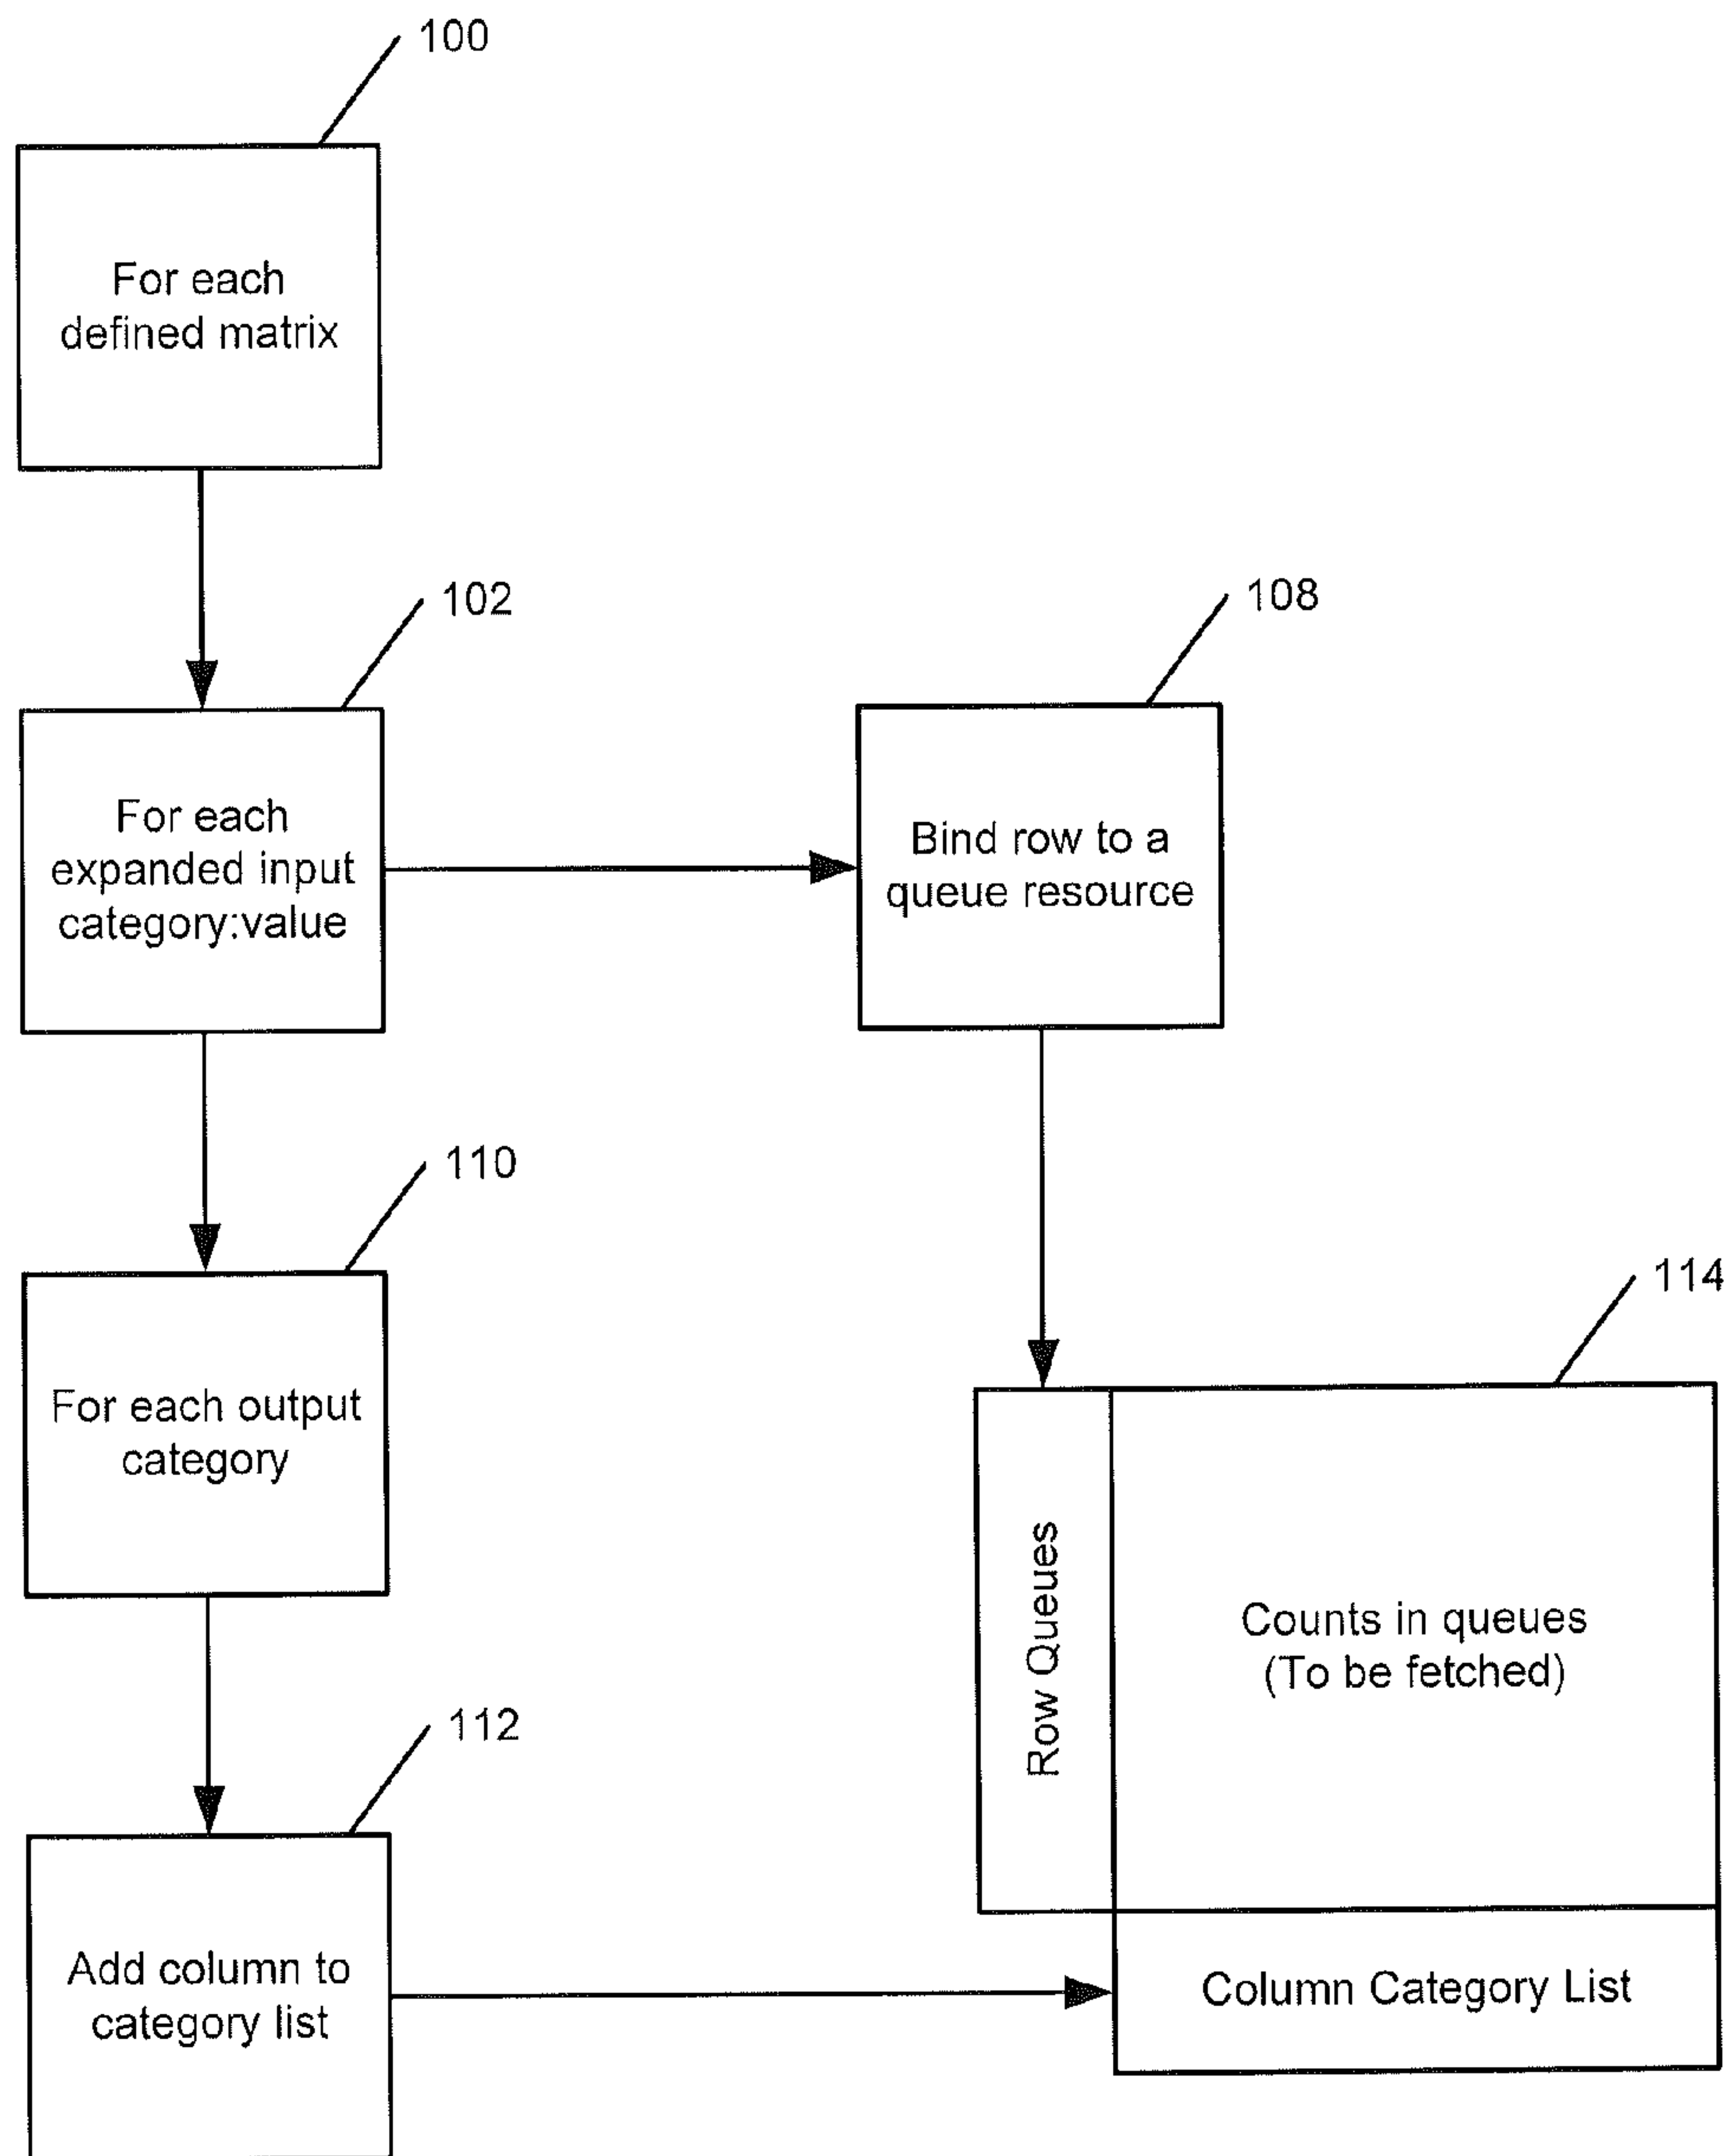 100
For each
defined matrix
102
108
For each
expanded input
category:value
Bind row to a
queue resource
110
114
For each output
category
Row Queues
Counts in queues
(To be fetched)
112
Add column to
category list
Column Category List